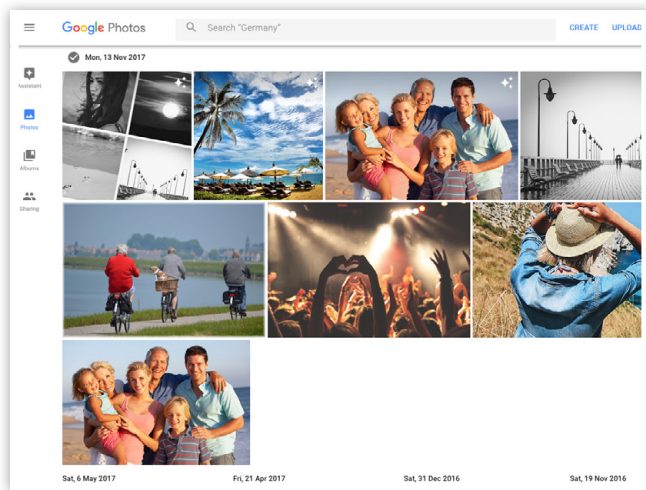 Google Photos
Search "Germany"
CREATE
UPLOAD
Mon, 13 Nov 2017
Assistant
Photos
Albums
Sharing
Sat, 6 May 2017
Fri, 21 Apr 2017
Sat, 31 Dec 2016
Sat, 19 Nov 2016